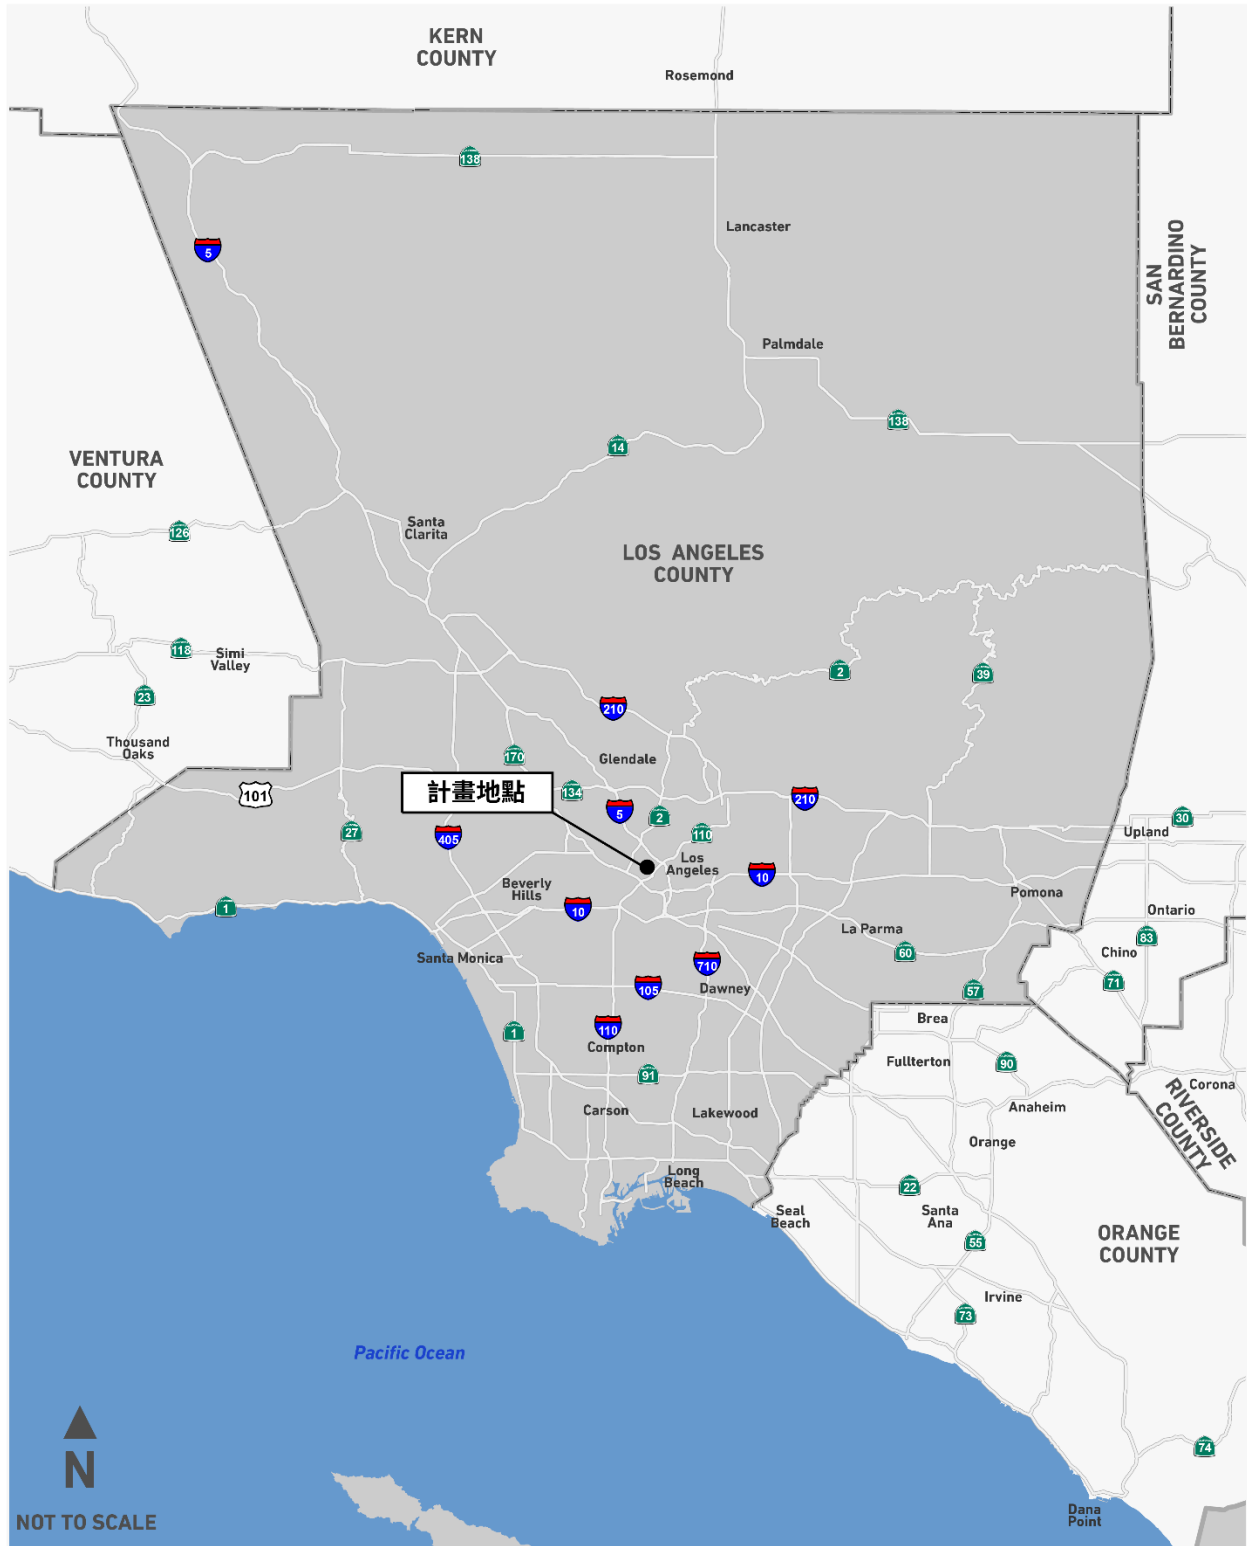 KERN
COUNTY
Rosemond
138
Lancaster
5
SAN
BERNARDINO
COUNTY
Palmdale
138
14
VENTURA
COUNTY
126
Santa
Clarita
LOS ANGELES
COUNTY
118
Simi
Valley
2
39
23
210
Thousand
Oaks
170
Glendale
101
計畫地點
134
5
2
210
110
30
Upland
27
405
Los
Angeles
10
Beverly
Hills
Pomona
1
10
Ontario
La Parma
83
Santa Monica
60
Chino
710
71
105
Dawney
57
1
110
Brea
Compton
Fullterton
90
91
Corona
RIVERSIDE
COUNTY
Carson
Lakewood
Anaheim
Orange
Long
Beach
22
Seal
Beach
Santa
Ana
55
ORANGE
COUNTY
Irvine
73
Pacific Ocean
74
N
NOT TO SCALE
Dana
Point